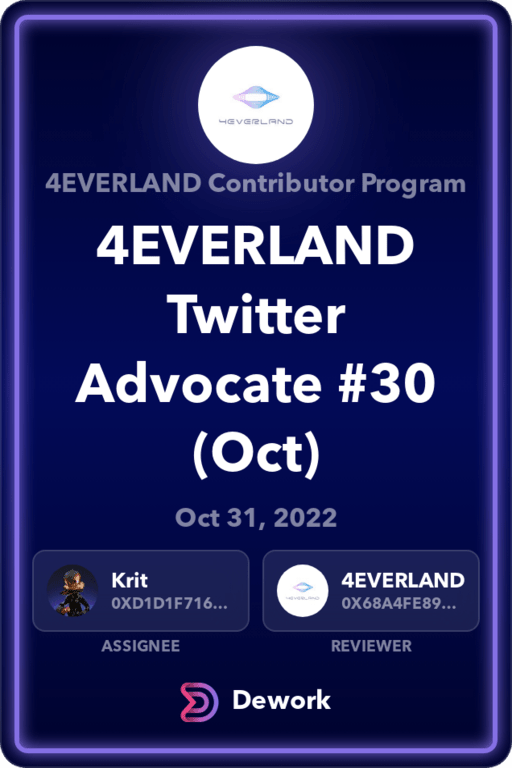 4EVERLAND
4EVERLAND Contributor Program
4EVERLAND
Twitter
Advocate #30
(Oct)
Oct 31, 2022
Krit
0XD1D1F716...
4EVERLAND
4EVERLAND
0X68A4FE89...
ASSIGNEE
REVIEWER
Dework